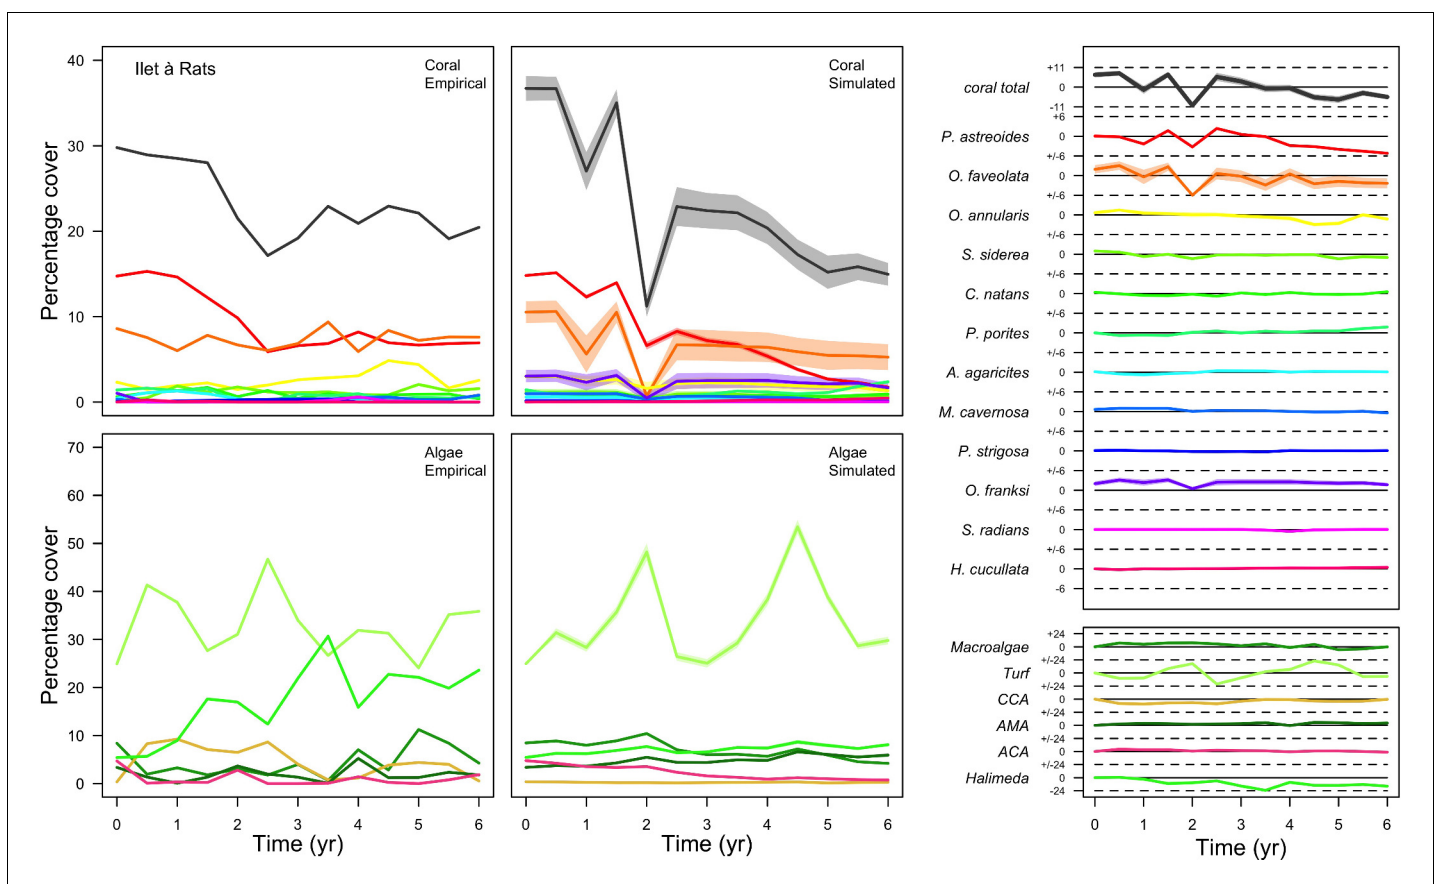 Ilet à Rats
Coral
Empirical
Percentage cover
40
30
20
10
0
Coral
Simulated
Algae
Empirical
Percentage cover
70
60
50
40
30
20
10
0
0 1 2 3 4 5 6
Time (yr)
Algae
Simulated
0 1 2 3 4 5 6
Time (yr)
+11
coral total 0
-11
+6
P. astreoides 0
+/-6
O. faveolata 0
+/-6
O. annularis 0
+/-6
S. siderea 0
+/-6
C. natans 0
+/-6
P. porites 0
+/-6
A. agaricites 0
+/-6
M. cavernosa 0
+/-6
P. strigosa 0
+/-6
O. franksi 0
+/-6
S. radians 0
+/-6
H. cucullata 0
-6
+24
Macroalgae 0
+/-24
Turf 0
+/-24
CCA 0
+/-24
AMA 0
+/-24
ACA 0
+/-24
Halimeda 0
-24
0 1 2 3 4 5 6
Time (yr)